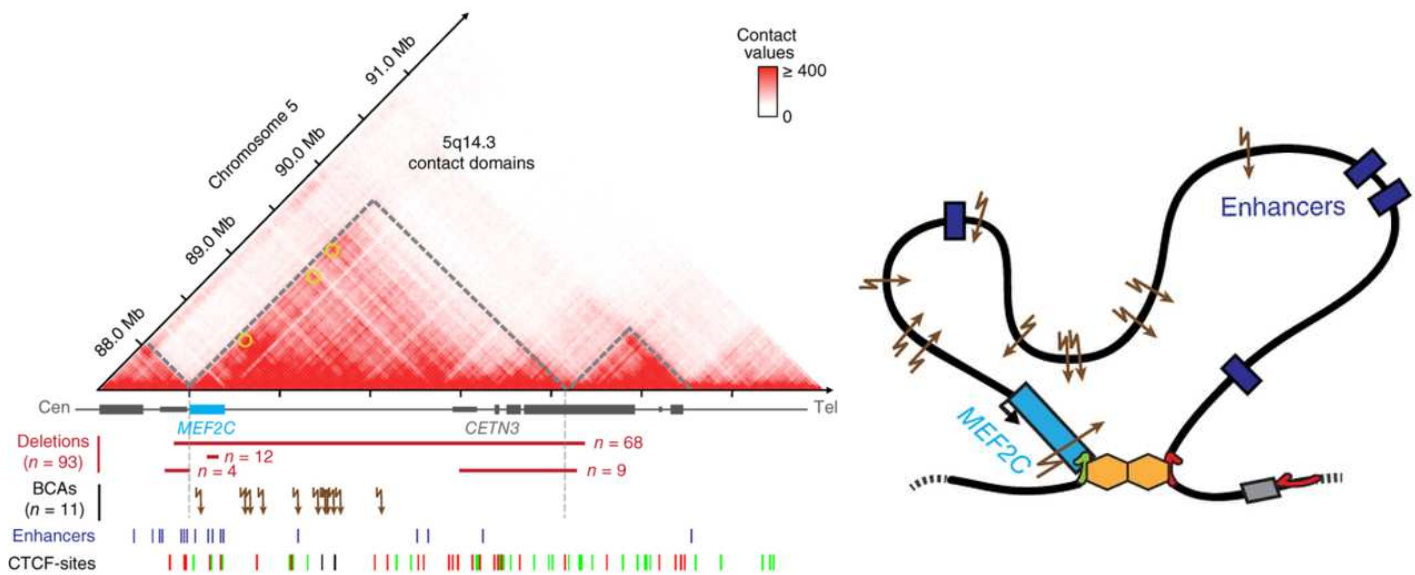 Contact
values
≥ 400
0
91.0 Mb
90.0 Mb
89.0 Mb
88.0 Mb
Chromosome 5
5q14.3
contact domains
Cen
Tel
MEF2C
CETN3
Deletions
(n = 93)
n = 68
n = 12
n = 4
n = 9
BCAs
(n = 11)
Enhancers
CTCF-sites
Enhancers
MEF2C